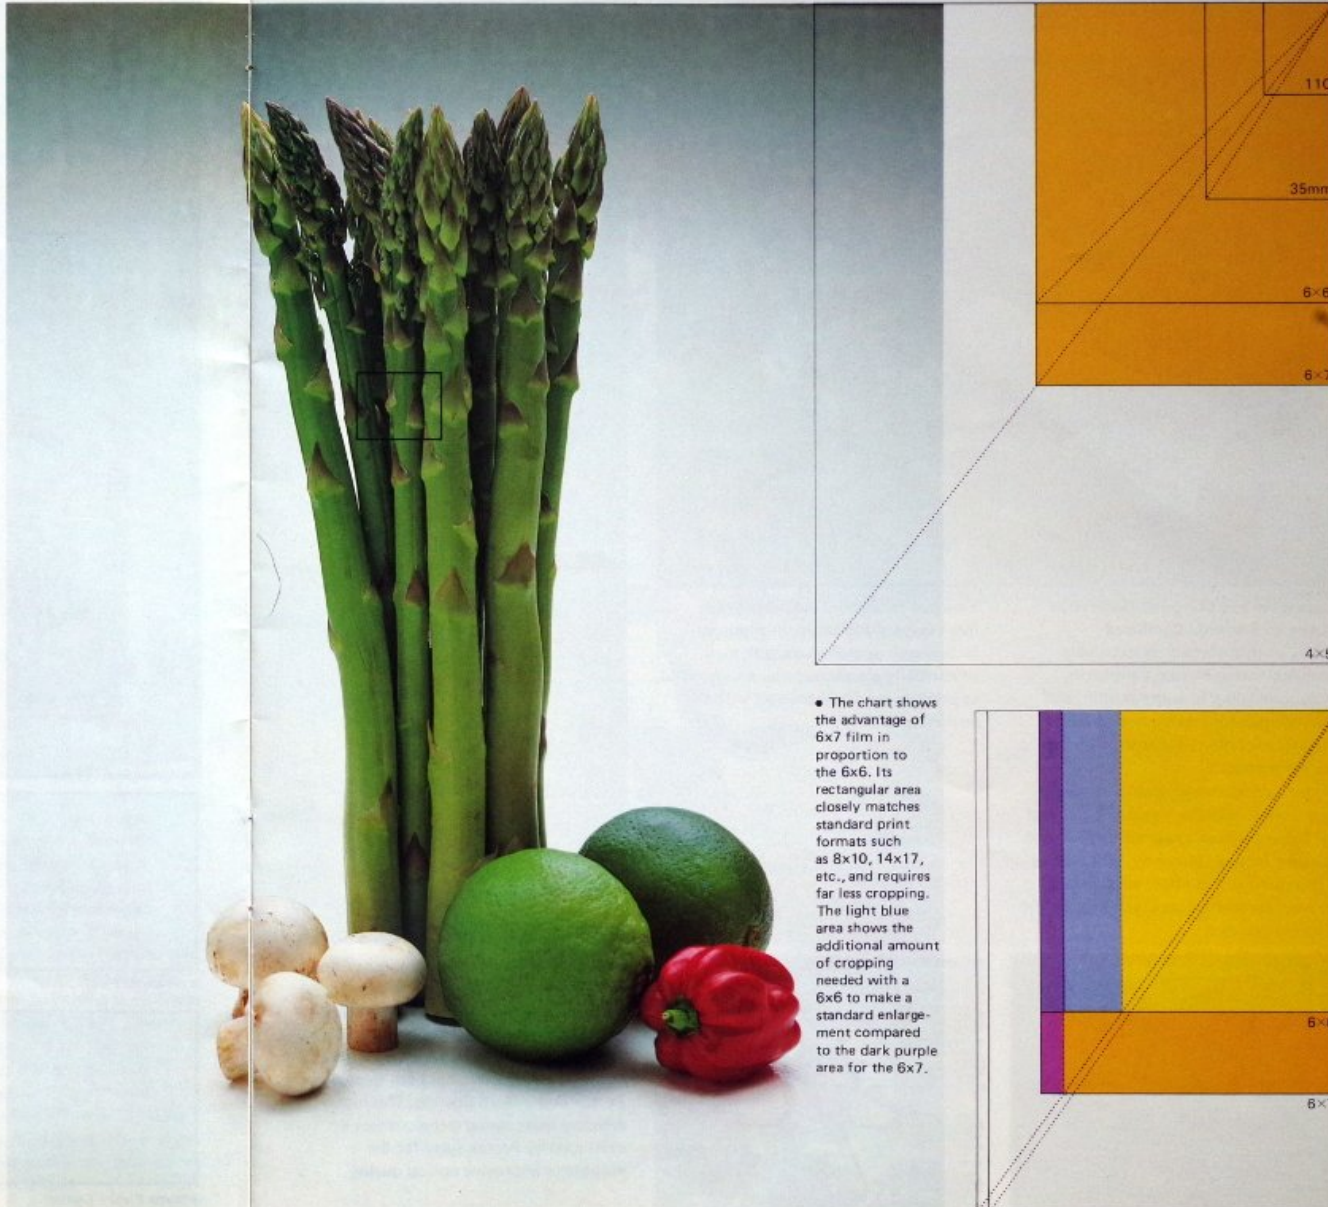 110
35mm
6×6
6×7
4×5
• The chart shows
the advantage of
6x7 film in
proportion to
the 6x6. Its
rectangular area
closely matches
standard print
formats such
as 8x10, 14x17,
etc., and requires
far less cropping.
The light blue
area shows the
additional amount
of cropping
needed with a
6x6 to make a
standard enlarge-
ment compared
to the dark purple
area for the 6x7.